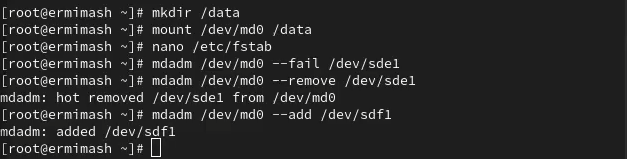 [root@ermimash ~]# mkdir /data
[root@ermimash ~]# mount /dev/md0 /data
[root@ermimash ~]# nano /etc/fstab
[root@ermimash ~]# mdadm /dev/md0 --fail /dev/sde1
[root@ermimash ~]# mdadm /dev/md0 --remove /dev/sde1
mdadm: hot removed /dev/sde1 from /dev/md0
[root@ermimash ~]# mdadm /dev/md0 --add /dev/sdf1
mdadm: added /dev/sdf1
[root@ermimash ~]#